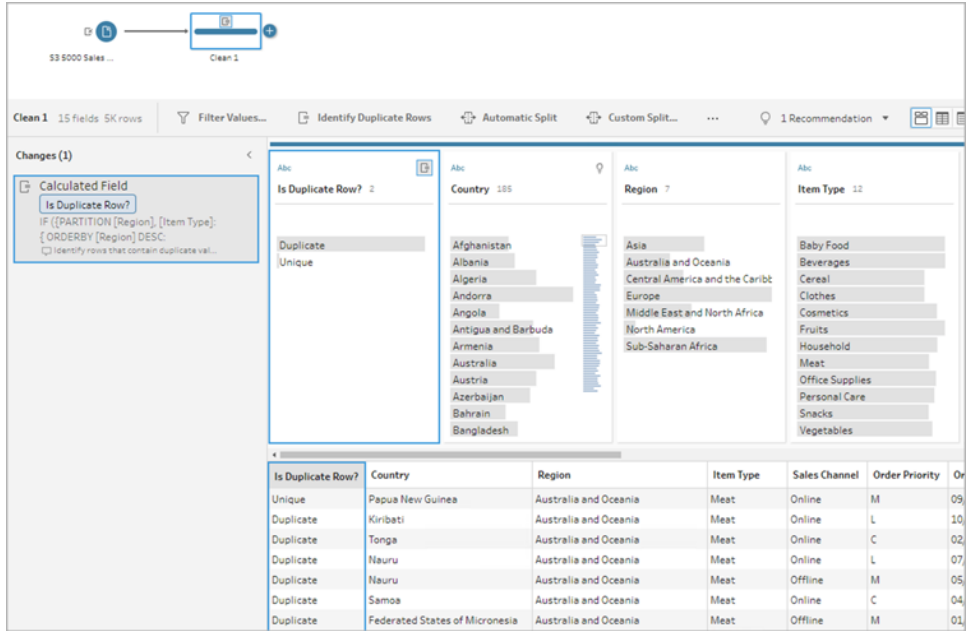 S3 5000 Sales ...
Clean 1
Clean 1 15 fields 5K rows Filter Values... Identify Duplicate Rows Automatic Split Custom Split... ... 1 Recommendation
Changes (1)
Calculated Field
Is Duplicate Row?
IF ([PARTITION [Region], [Item Type]:
{ ORDERBY [Region] DESC:
Identify rows that contain duplicate val...
Abc
Is Duplicate Row? 2
Duplicate
Unique
Abc
Country 185
Afghanistan
Albania
Algeria
Andorra
Angola
Antigua and Barbuda
Armenia
Australia
Austria
Azerbaijan
Bahrain
Bangladesh
Abc
Region 7
Asia
Australia and Oceania
Central America and the Caribb
Europe
Middle East and North Africa
North America
Sub-Saharan Africa
Abc
Item Type 12
Baby Food
Beverages
Cereal
Clothes
Cosmetics
Fruits
Household
Meat
Office Supplies
Personal Care
Snacks
Vegetables
Is Duplicate Row? Country Region Item Type Sales Channel Order Priority Or
Unique Papua New Guinea Australia and Oceania Meat Online M 09,
Duplicate Kiribati Australia and Oceania Meat Online L 10,
Duplicate Tonga Australia and Oceania Meat Online C 02,
Duplicate Nauru Australia and Oceania Meat Online L 07,
Duplicate Nauru Australia and Oceania Meat Offline M 05,
Duplicate Samoa Australia and Oceania Meat Online C 04,
Duplicate Federated States of Micronesia Australia and Oceania Meat Offline M 01,